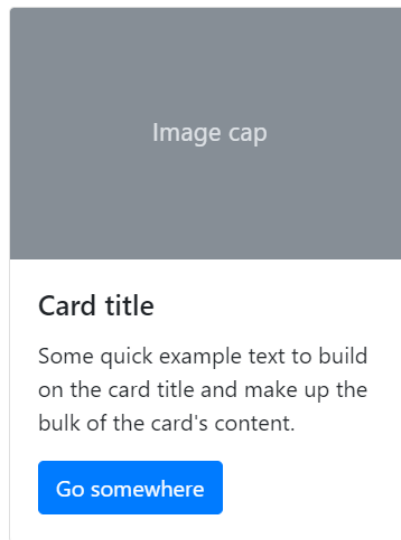 Image cap
Card title
Some quick example text to build
on the card title and make up the
bulk of the card's content.
Go somewhere